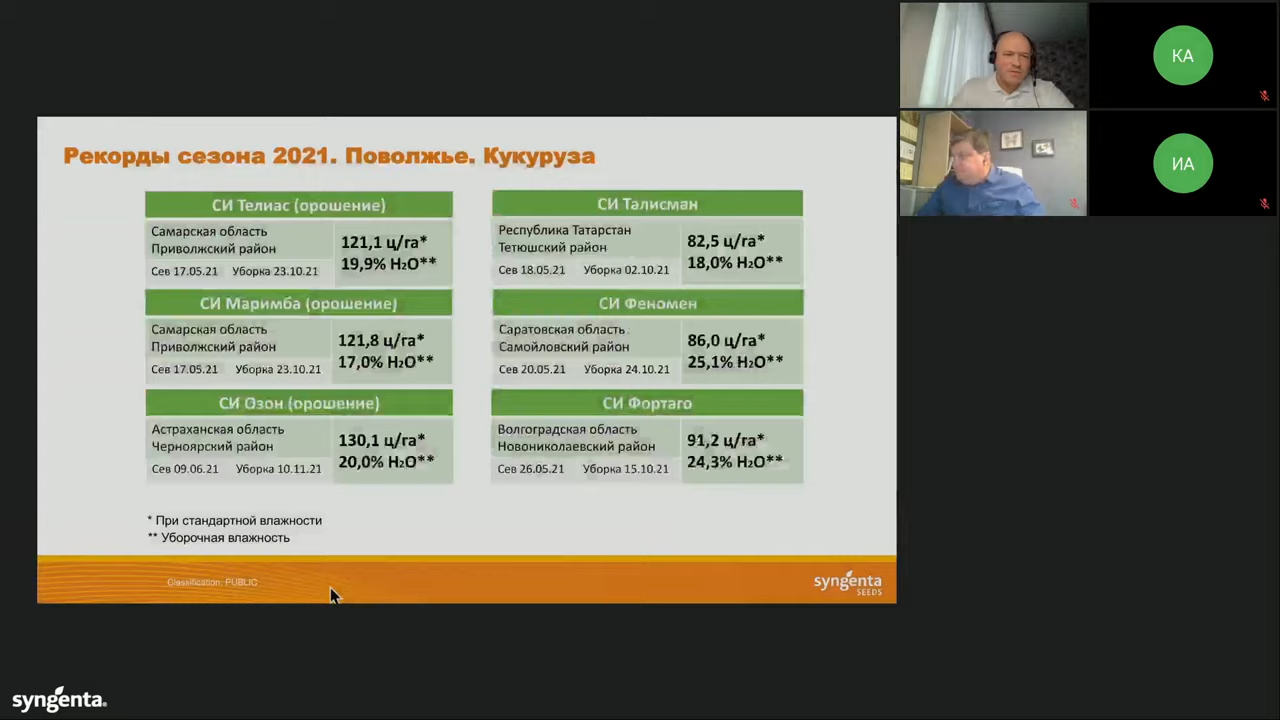 Рекорды сезона 2021. Поволжье. Кукуруза
СИ Телиас (орошение)
Самарская область
Приволжский район
121,1 ц/га*
19,9% H₂O**
Сев 17.05.21 Уборка 23.10.21
СИ Маримба (орошение)
Самарская область
Приволжский район
121,8 ц/га*
17,0% H₂O**
Сев 17.05.21 Уборка 23.10.21
СИ Озон (орошение)
Астраханская область
Черноярский район
130,1 ц/га*
20,0% H₂O**
Сев 09.06.21 Уборка 10.11.21
СИ Талисман
Республика Татарстан
Тетюшский район
82,5 ц/га*
18,0% H₂O**
Сев 18.05.21 Уборка 02.10.21
СИ Феномен
Саратовская область
Самойловский район
86,0 ц/га*
25,1% H₂O**
Сев 20.05.21 Уборка 24.10.21
СИ Фортаго
Волгоградская область
Новониколаевский район
91,2 ц/га*
24,3% H₂O**
Сев 26.05.21 Уборка 15.10.21
* При стандартной влажности
** Уборочная влажность
Classification: PUBLIC
syngenta
SEEDS
KA
ИА
syngenta.